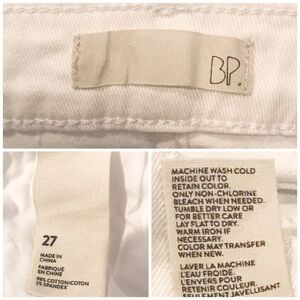 BP.
27
MADE IN
CHINA
FABRIQUÉ
EN CHINE
98% COTTON/COTON
2% SPANDEX
MACHINE WASH COLD
INSIDE OUT TO
RETAIN COLOR.
ONLY NON-CHLORINE
BLEACH WHEN NEEDED.
TUMBLE DRY LOW OR
FOR BETTER CARE
LAY FLAT TO DRY.
WARM IRON IF
NECESSARY.
COLOR MAY TRANSFER
WHEN NEW.
LAVER LA MACHINE
L'EAU FROIDE.
L'ENVERS POUR
RETENIR COULEUR.
SEULEMENT JAVELLISANT